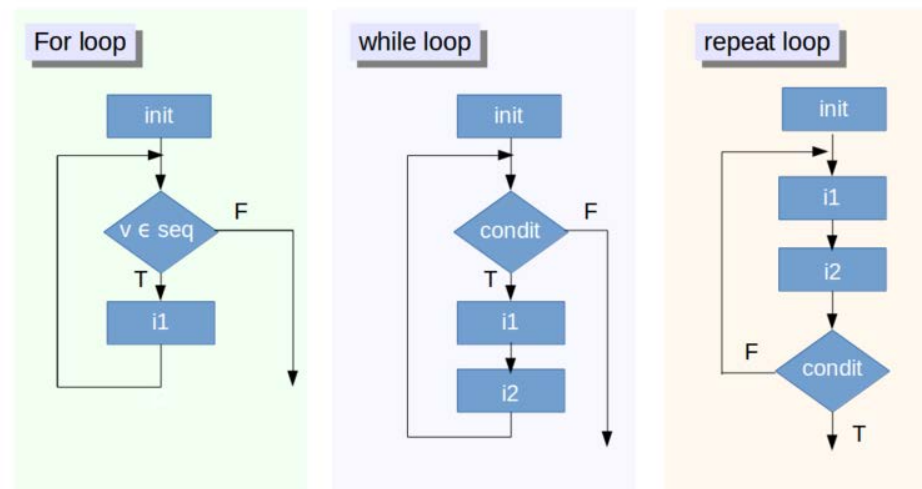 For loop
init
v ϵ seq
F
T
i1
while loop
init
condit
F
T
i1
i2
repeat loop
init
i1
i2
F
condit
T